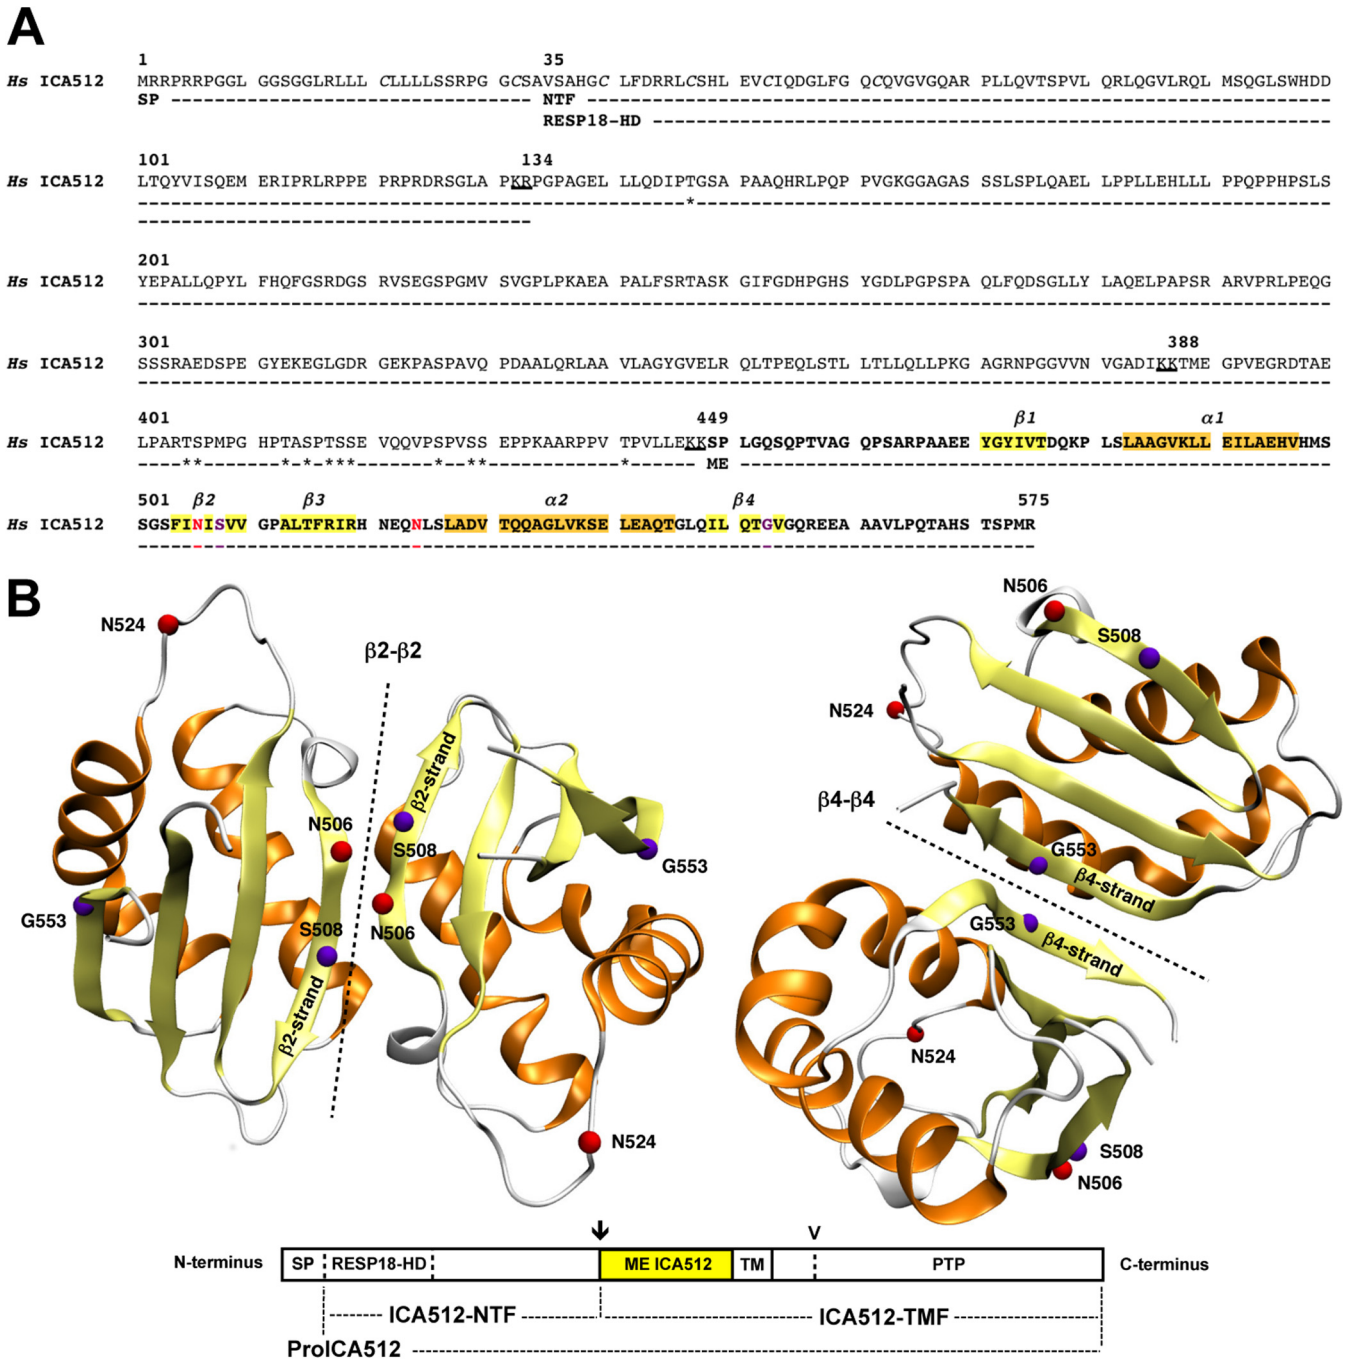 A
1 35
Hs ICA512 MRRPRRPGGL GGSGGLRLLL CLLLLSSRPG GCSAVSAHGC LFDRRLCSHL EVCIQDGLFG QCQVGVGQAR PLLQVTSPVL QRLQGVLRQL MSQGLSWHDD
SP NTF
RESP18-HD
101 134
Hs ICA512 LTQYVISQEM ERIPRLRPPE PRPRDRSGLA PKRPGPAGEL LLQDIPTGSA PAAQHRLPQP PVGKGGAGAS SSLSPLQAEL LPPLLEHLLL PPQPPHPSLS
*
201
Hs ICA512 YEPALLQPYL FHQFGSRDGS RVSEGSPGMV SVGPLPKAEA PALFSRTASK GIFGDHPGHS YGDLPGPSPA QLFQDSGLLY LAQELPAPSR ARVPRLPEQG
301 388
Hs ICA512 SSSRAEDSPE GYEKEGLGDR GEKPASPAVQ PDAALQRLAA VLAGYGVELR QLTPEQLSTL LTLLQLLPKG AGRNPGGVVN VGADIKKTME GPVEGRDTAE
401 449 β1 α1
Hs ICA512 LPARTSPMPG HPTASPTSSE VQQVPSPVSS EPPKAARPPV TPVLLEKKSP LGQSQPTVAG QPSARPAAEE YGYIVTDQKP LSLAAGVKLL EILAEHVHMS
** * * *** * ** * ME
501 β2 β3 α2 β4 575
Hs ICA512 SGSFINISVV GPALTFRIRH NEQNLSLADV TQQAGLVKSE LEAQTGLQIL QTGVGQREEA AAVLPQTAHS TSPMR
B
N524
β2-β2
β2-strand
N506
S508
G553
G553
S508
N506
β2-strand
N524
N506
S508
N524
β4-β4
G553
β4-strand
G553
β4-strand
N524
S508
N506
V
N-terminus SP RESP18-HD ME ICA512 TM PTP C-terminus
ICA512-NTF ICA512-TMF
ProICA512